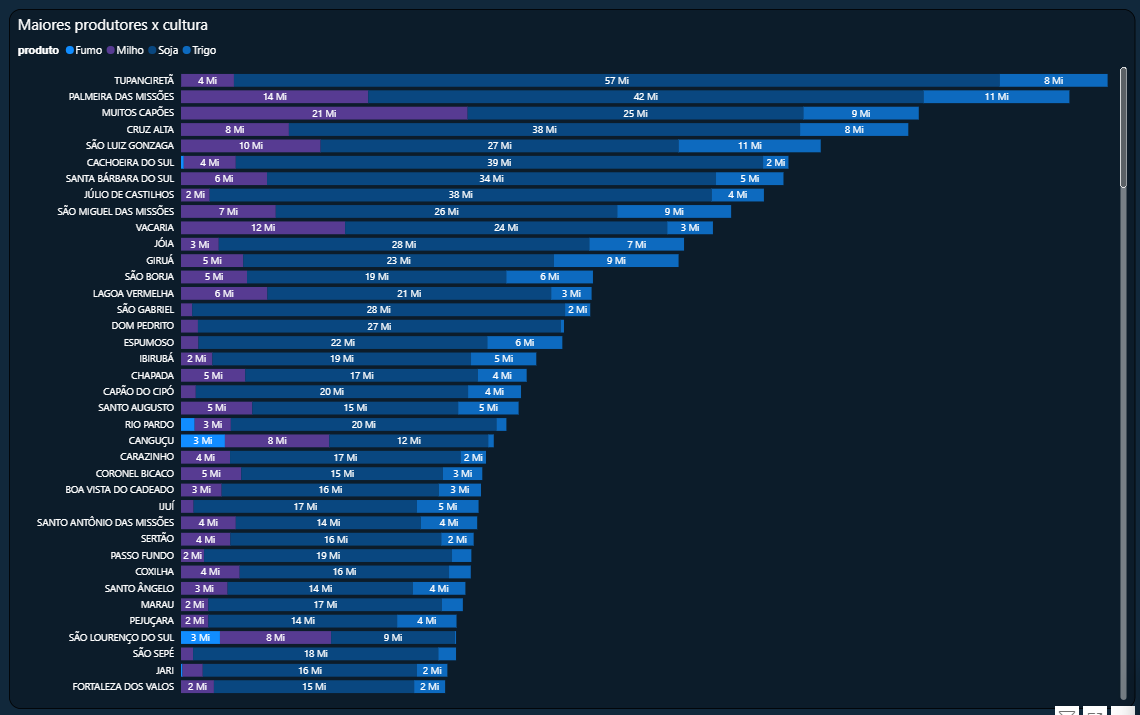 Maiores produtores x cultura
produto Fumo Milho Soja Trigo
TUPANCIRETÃ 4 Mi 57 Mi 8 Mi
PALMEIRA DAS MISSÕES 14 Mi 42 Mi 11 Mi
MUITOS CAPÕES 21 Mi 25 Mi 9 Mi
CRUZ ALTA 8 Mi 38 Mi 8 Mi
SÃO LUIZ GONZAGA 10 Mi 27 Mi 11 Mi
CACHOEIRA DO SUL 4 Mi 39 Mi 2 Mi
SANTA BÁRBARA DO SUL 6 Mi 34 Mi 5 Mi
JÚLIO DE CASTILHOS 2 Mi 38 Mi 4 Mi
SÃO MIGUEL DAS MISSÕES 7 Mi 26 Mi 9 Mi
VACARIA 12 Mi 24 Mi 3 Mi
JÓIA 3 Mi 28 Mi 7 Mi
GIRUÁ 5 Mi 23 Mi 9 Mi
SÃO BORJA 5 Mi 19 Mi 6 Mi
LAGOA VERMELHA 6 Mi 21 Mi 3 Mi
SÃO GABRIEL 28 Mi 2 Mi
DOM PEDRITO 27 Mi
ESPUMOSO 22 Mi 6 Mi
IBIRUBÁ 2 Mi 19 Mi 5 Mi
CHAPADA 5 Mi 17 Mi 4 Mi
CAPÃO DO CIPÓ 20 Mi 4 Mi
SANTO AUGUSTO 5 Mi 15 Mi 5 Mi
RIO PARDO 3 Mi 20 Mi
CANGUÇU 3 Mi 8 Mi 12 Mi
CARAZINHO 4 Mi 17 Mi 2 Mi
CORONEL BICACO 5 Mi 15 Mi 3 Mi
BOA VISTA DO CADEADO 3 Mi 16 Mi 3 Mi
IJUÍ 17 Mi 5 Mi
SANTO ANTÔNIO DAS MISSÕES 4 Mi 14 Mi 4 Mi
SERTÃO 4 Mi 16 Mi 2 Mi
PASSO FUNDO 2 Mi 19 Mi
COXILHA 4 Mi 16 Mi
SANTO ÂNGELO 3 Mi 14 Mi 4 Mi
MARAU 2 Mi 17 Mi
PEJUÇARA 2 Mi 14 Mi 4 Mi
SÃO LOURENÇO DO SUL 3 Mi 8 Mi 9 Mi
SÃO SEPÉ 18 Mi
JARI 16 Mi 2 Mi
FORTALEZA DOS VALOS 2 Mi 15 Mi 2 Mi